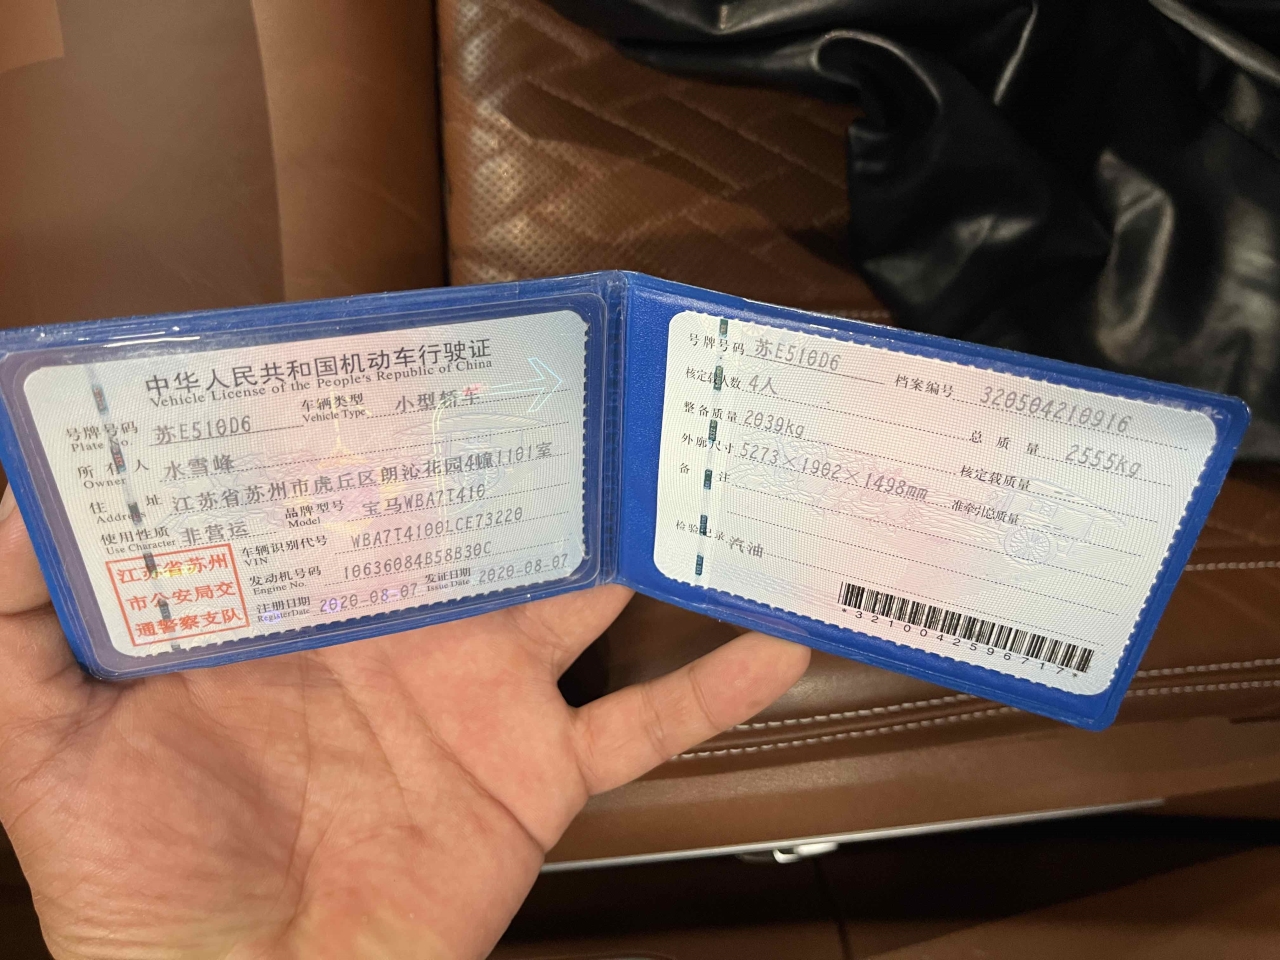 中华人民共和国机动车行驶证
Vehicle License of the People's Republic of China
号牌号码 苏E510D6 车辆类型 小型轿车
Plate No. Vehicle Type
所有人 水雪峰
Owner
住址 江苏省苏州市虎丘区朗沁花园4幢1101室
Address
使用性质 非营运 品牌型号 宝马WBA7T410
Use Character Model
车辆识别代号 WBA7T4100LCE73220
VIN
发动机号码 10636084B58B30C
Engine No.
注册日期 2020-08-07 发证日期 2020-08-07
Register Date Issue Date
江苏省苏州
市公安局交
通警察支队
号牌号码 苏E510D6 档案编号 320504210916
核定载人数 4人 总质量 2555kg
整备质量 2039kg 核定载质量 --
外廓尺寸 5273×1902×1498mm 准牵引总质量
备注
检验记录 汽油
*3210042596717*